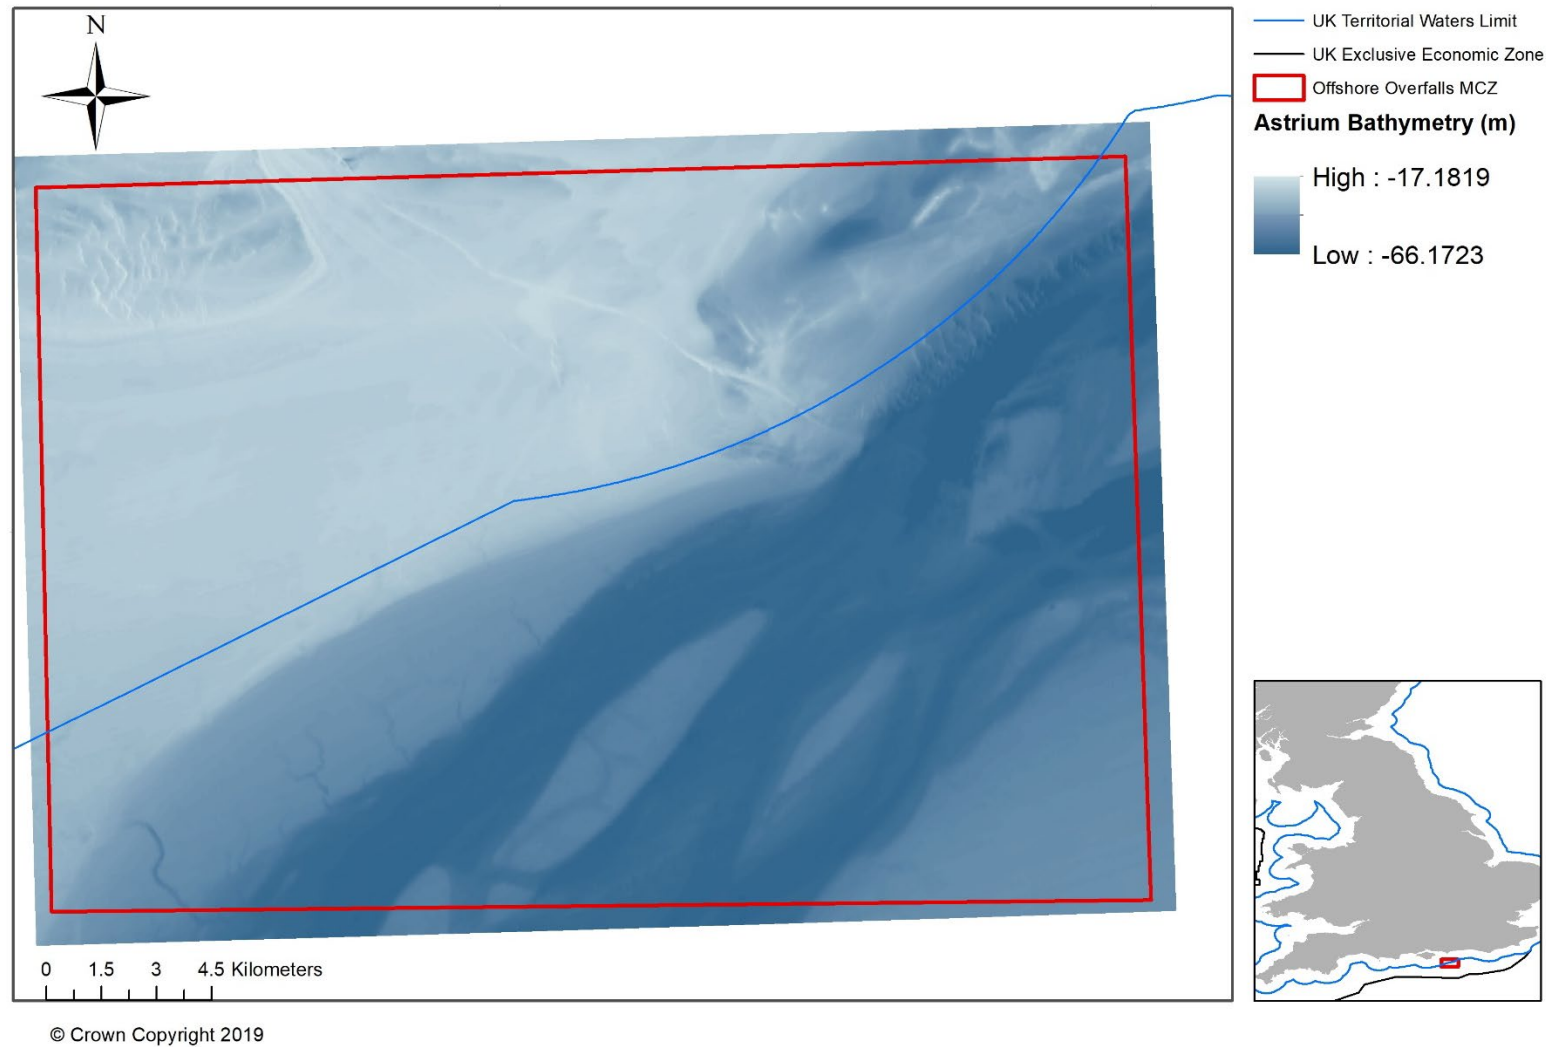 N
UK Territorial Waters Limit
UK Exclusive Economic Zone
Offshore Overfalls MCZ
Astrium Bathymetry (m)
High : -17.1819
Low : -66.1723
0 1.5 3 4.5 Kilometers
© Crown Copyright 2019